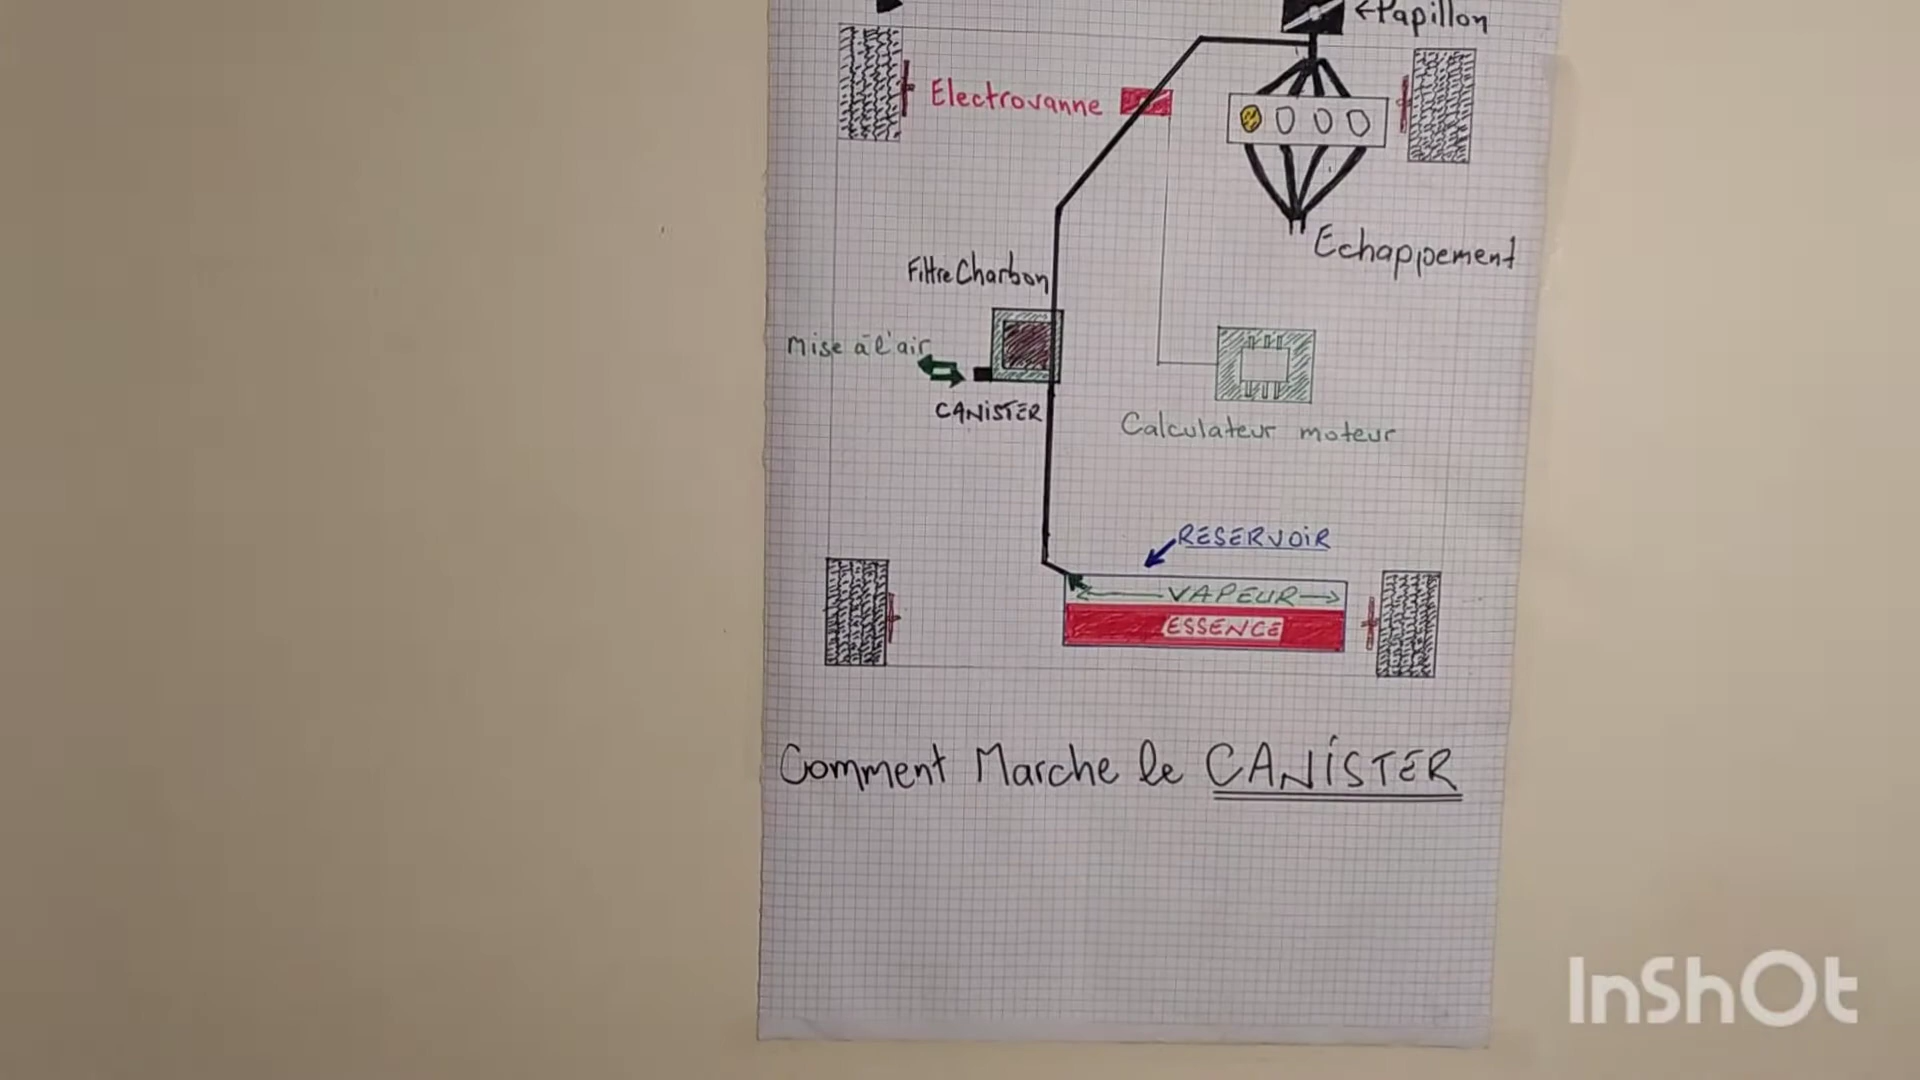 ←Papillon
Electrovanne
Echappement
Filtre Charbon
mise à l'air
CANiSTER
Calculateur moteur
RESERVOiR
VAPEUR
ESSENCE
Comment Marche le CANiSTER
InShOt